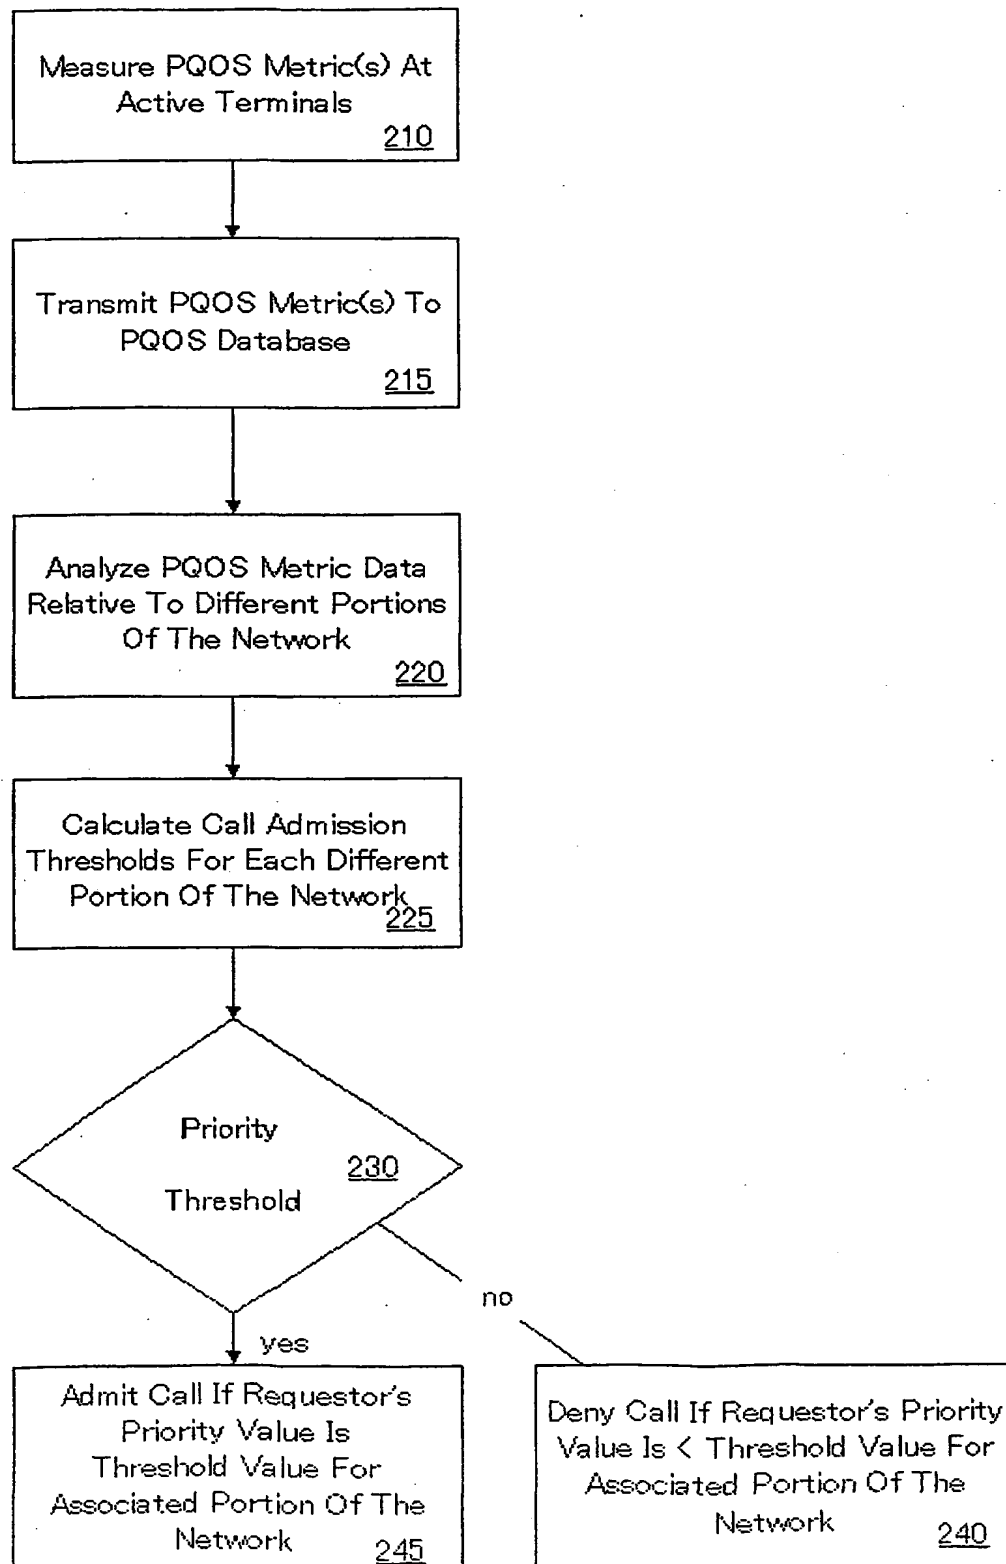 Measure PQOS Metric(s) At
Active Terminals
210
Transmit PQOS Metric(s) To
PQOS Database
215
Analyze PQOS Metric Data
Relative To Different Portions
Of The Network
220
Calculate Call Admission
Thresholds For Each Different
Portion Of The Network
225
Priority
230
Threshold
no
yes
Admit Call If Requestor's
Priority Value Is
Threshold Value For
Associated Portion Of The
Network
245
Deny Call If Requestor's Priority
Value Is < Threshold Value For
Associated Portion Of The
Network
240